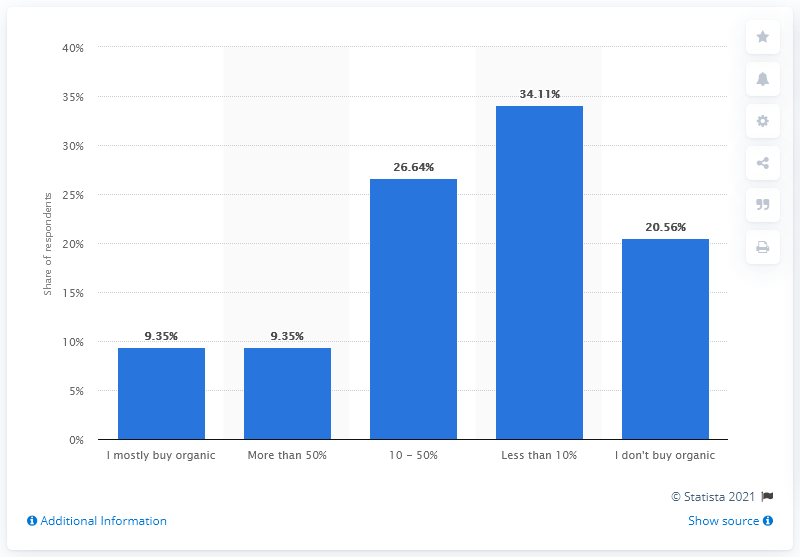 40%
35%
30%
25%
20%
15%
10%
5%
0%
Share of respondents
9.35%
9.35%
26.64%
34.11%
20.56%
I mostly buy organic
More than 50%
10 – 50%
Less than 10%
I don't buy organic
© Statista 2021
Additional Information
Show source